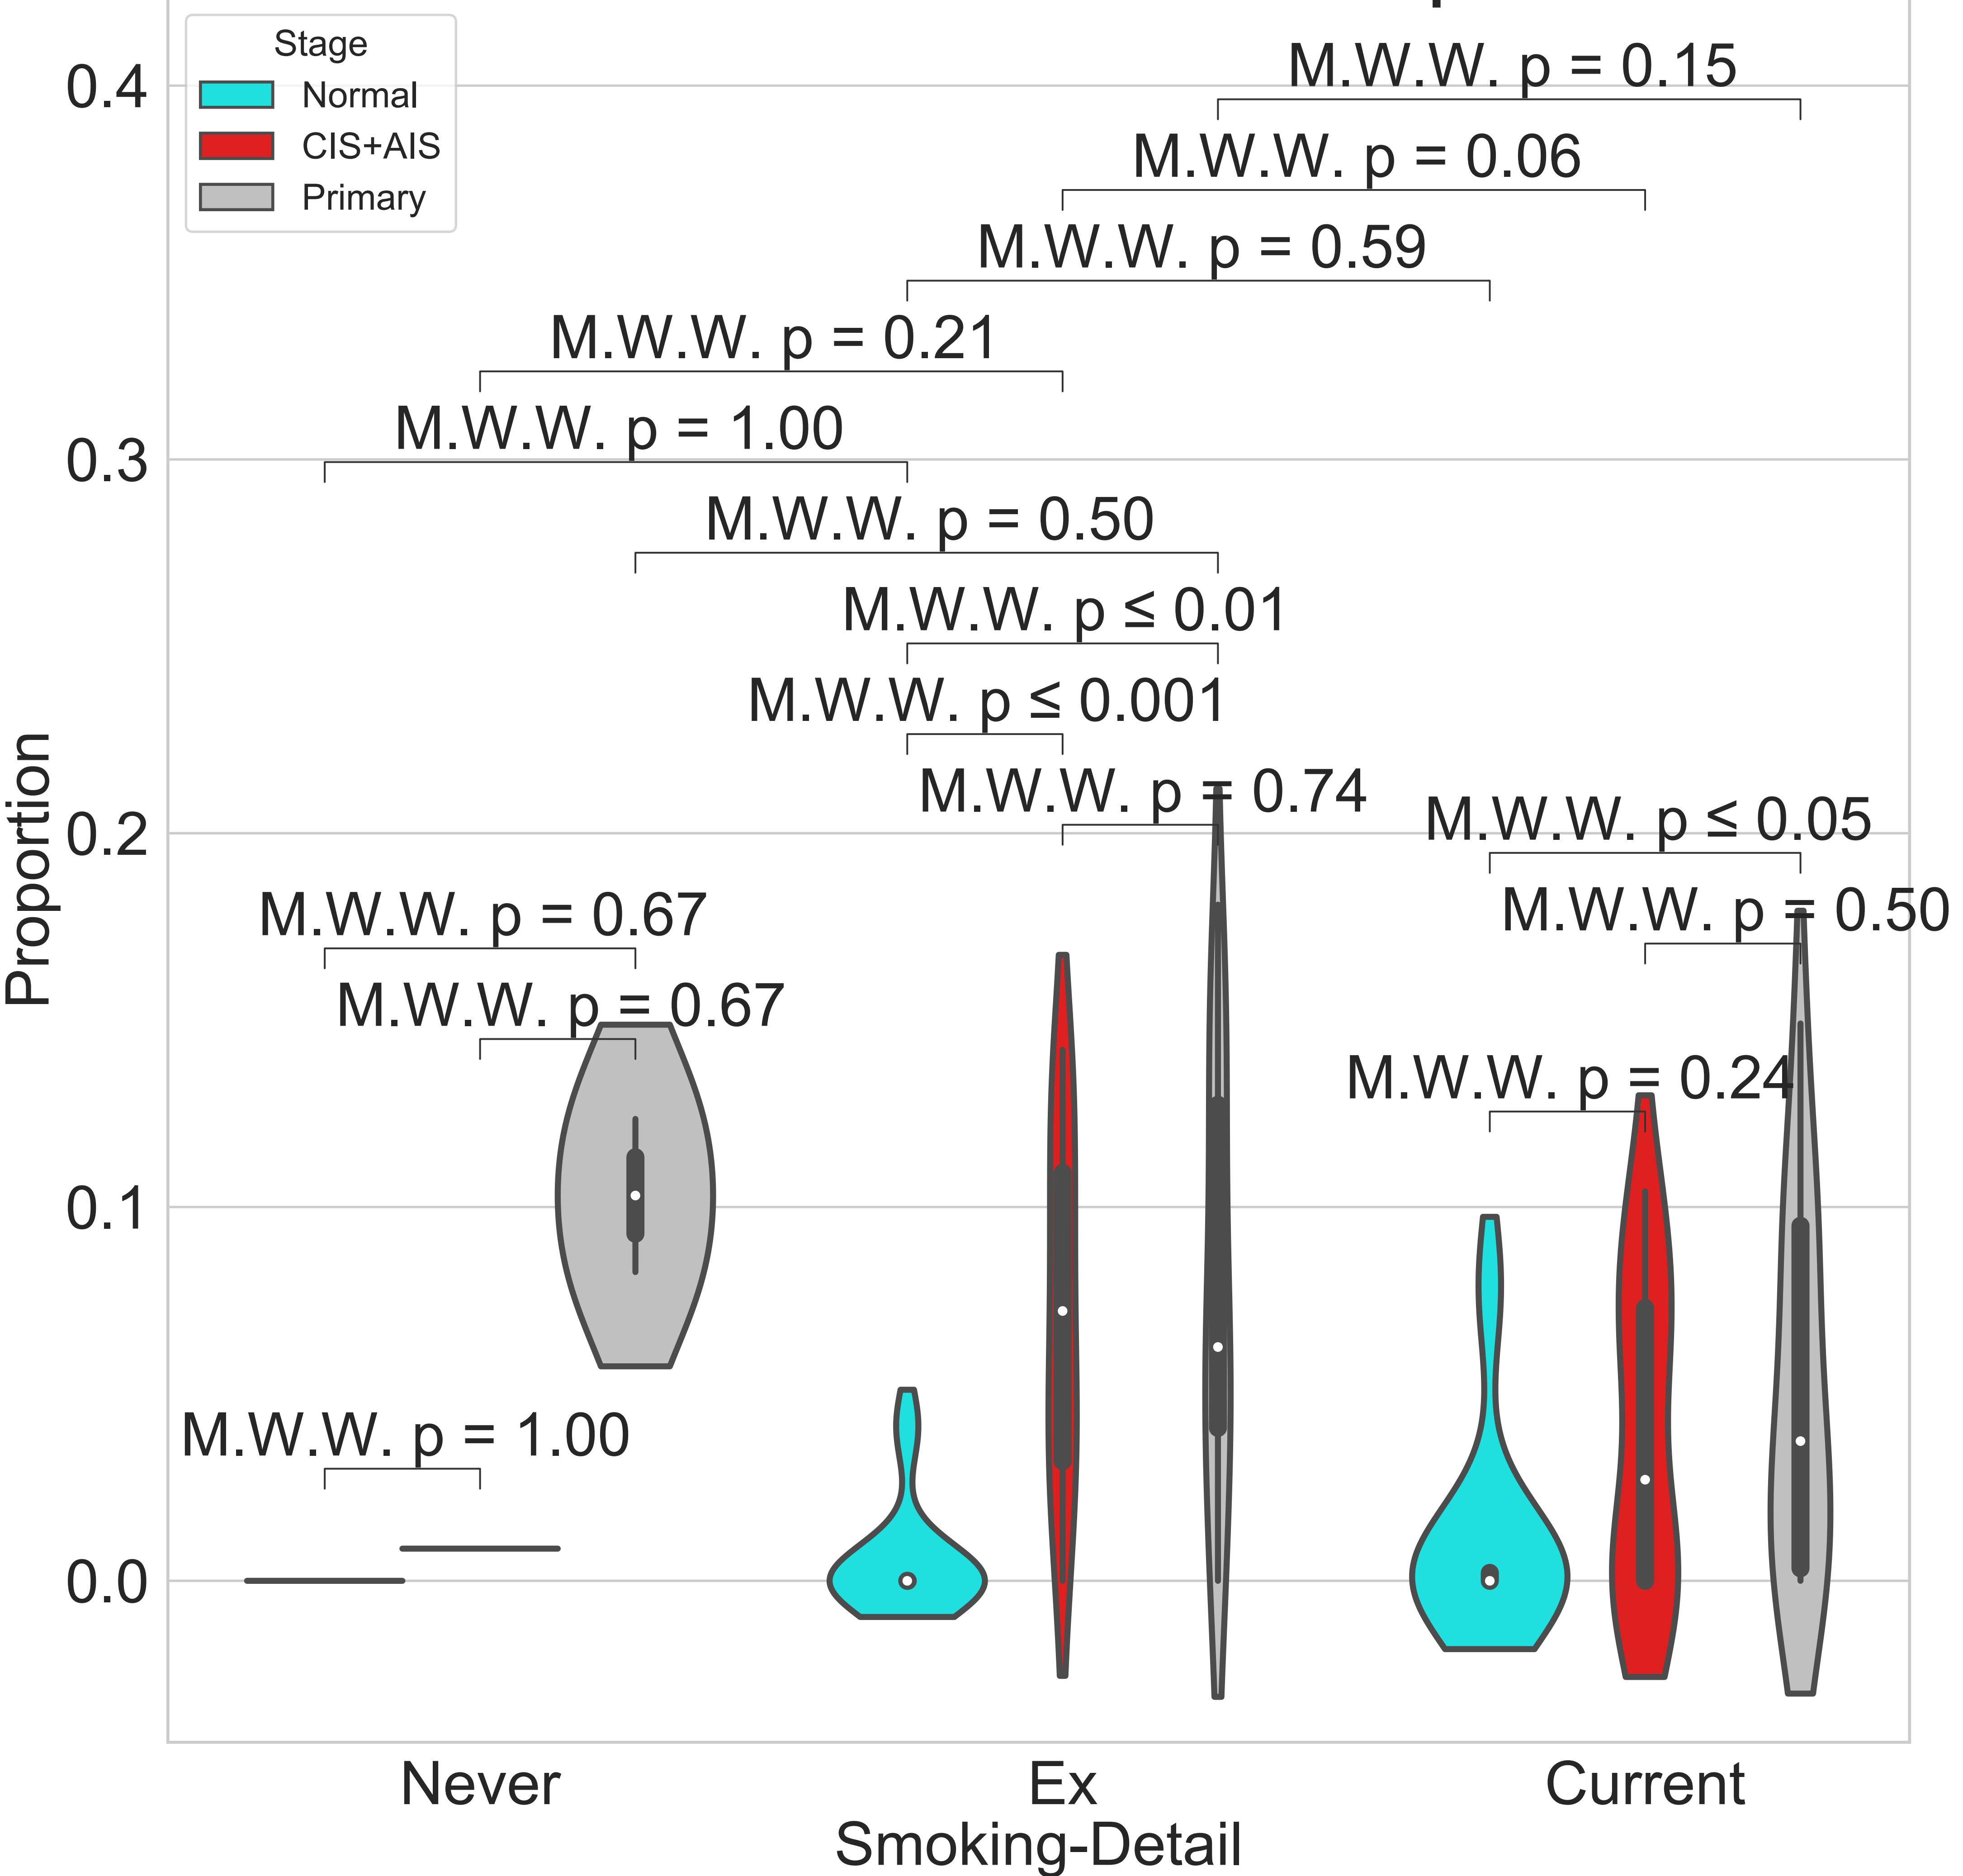 Stage
Normal
CIS+AIS
Primary
0.4
0.3
0.2
0.1
0.0
Proportion
M.W.W. p = 0.15
M.W.W. p = 0.06
M.W.W. p = 0.59
M.W.W. p = 0.21
M.W.W. p = 1.00
M.W.W. p = 0.50
M.W.W. p ≤ 0.01
M.W.W. p ≤ 0.001
M.W.W. p = 0.74
M.W.W. p ≤ 0.05
M.W.W. p = 0.50
M.W.W. p = 0.67
M.W.W. p = 0.67
M.W.W. p = 0.24
M.W.W. p = 1.00
Never
Ex
Current
Smoking-Detail